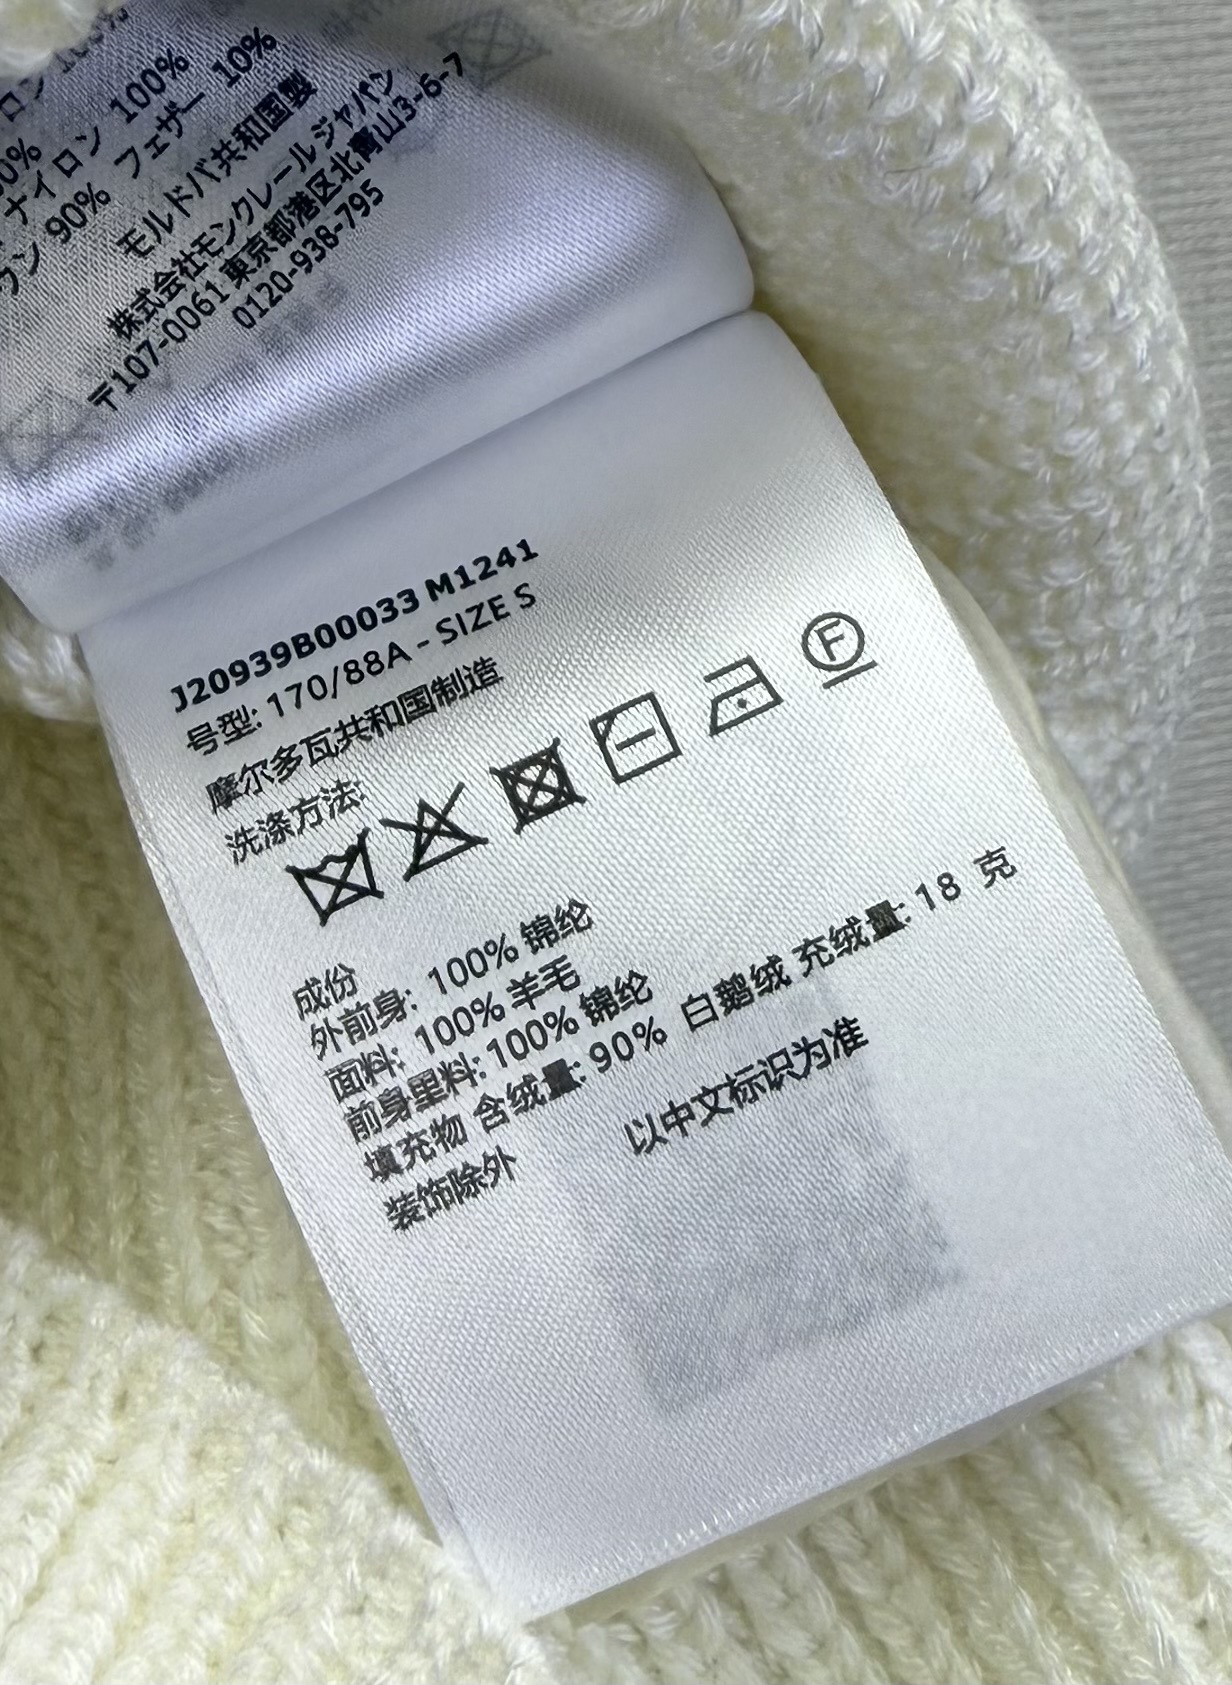 ナイロン 100%
ダウン 90% フェザー 10%
モルドバ共和国製
株式会社モンクレールジャパン
〒107-0061 東京都港区北青山3-6-7
0120-938-795
J20939B00033 M1241
号型: 170/88A - SIZE S
摩尔多瓦共和国制造
洗涤方法:
F
成份
外前身: 100% 锦纶
面料: 100% 羊毛
前身里料: 100% 锦纶
填充物 含绒量: 90% 白鹅绒 充绒量: 18 克
装饰除外
以中文标识为准